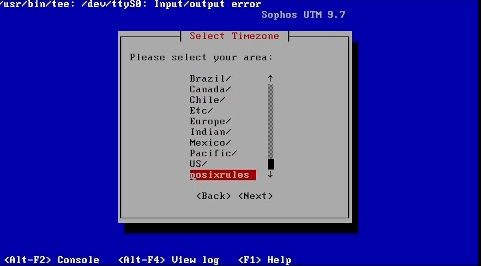 /usr/bin/tee: /dev/ttyS0: Input/output error
Sophos UTM 9.7
Select Timezone
Please select your area:
Brazil/
Canada/
Chile/
Etc/
Europe/
Indian/
Mexico/
Pacific/
US/
posixrules
<Back> <Next>
<Alt-F2> Console <Alt-F4> View log <F1> Help